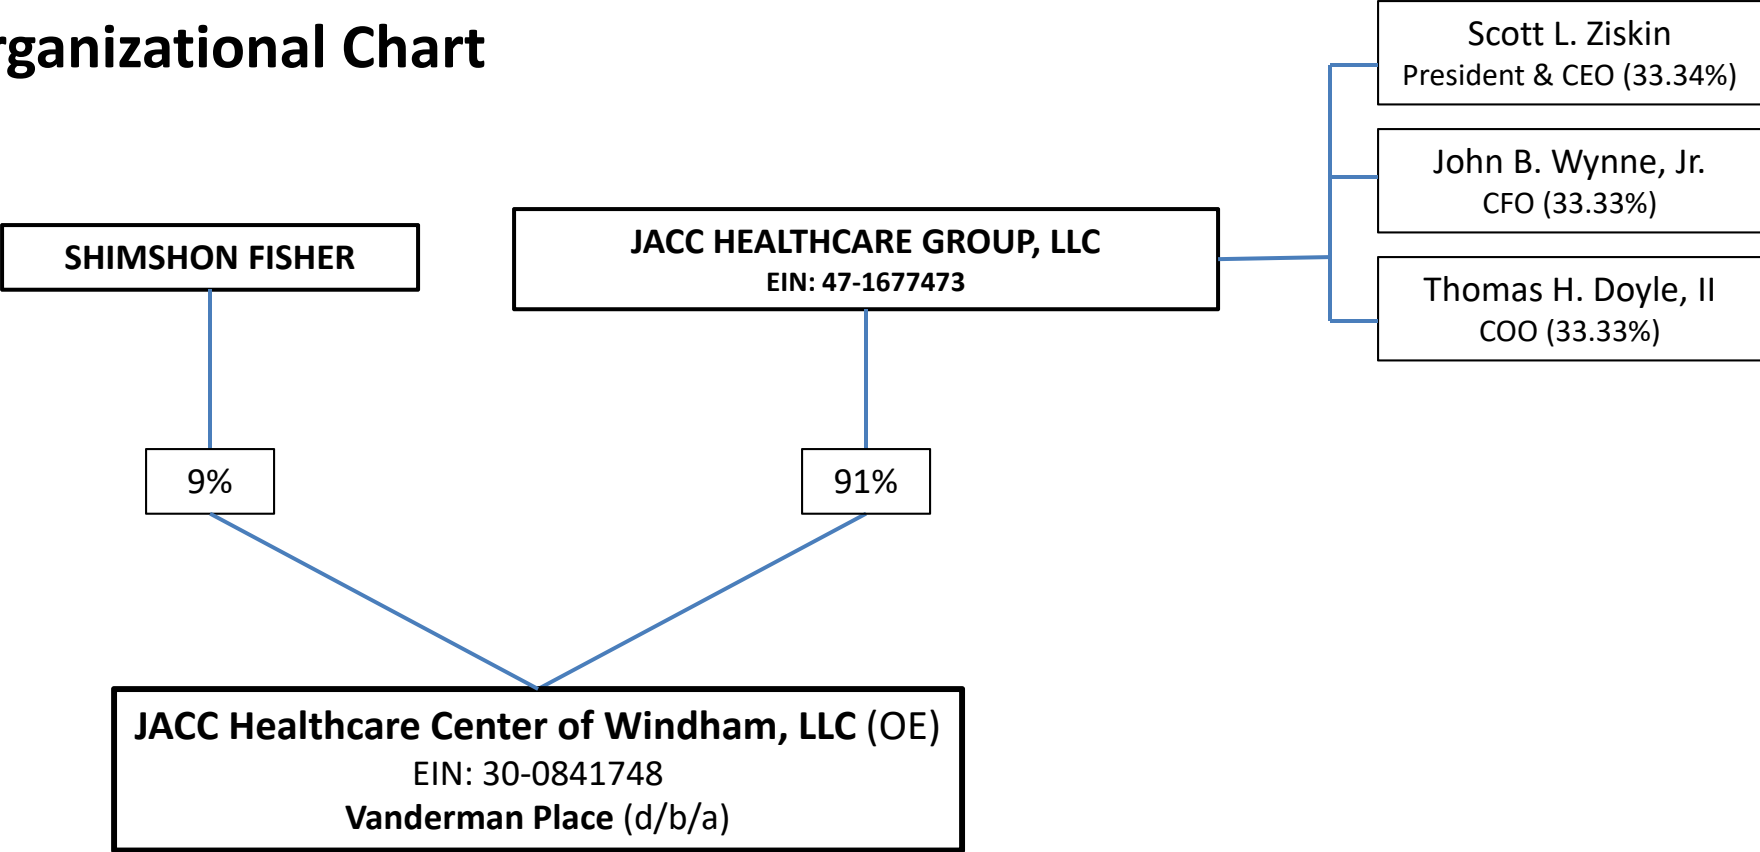 rganizational Chart
Scott L. Ziskin
President & CEO (33.34%)
John B. Wynne, Jr.
CFO (33.33%)
Thomas H. Doyle, II
COO (33.33%)
SHIMSHON FISHER
JACC HEALTHCARE GROUP, LLC
EIN: 47-1677473
9%
91%
JACC Healthcare Center of Windham, LLC (OE)
EIN: 30-0841748
Vanderman Place (d/b/a)